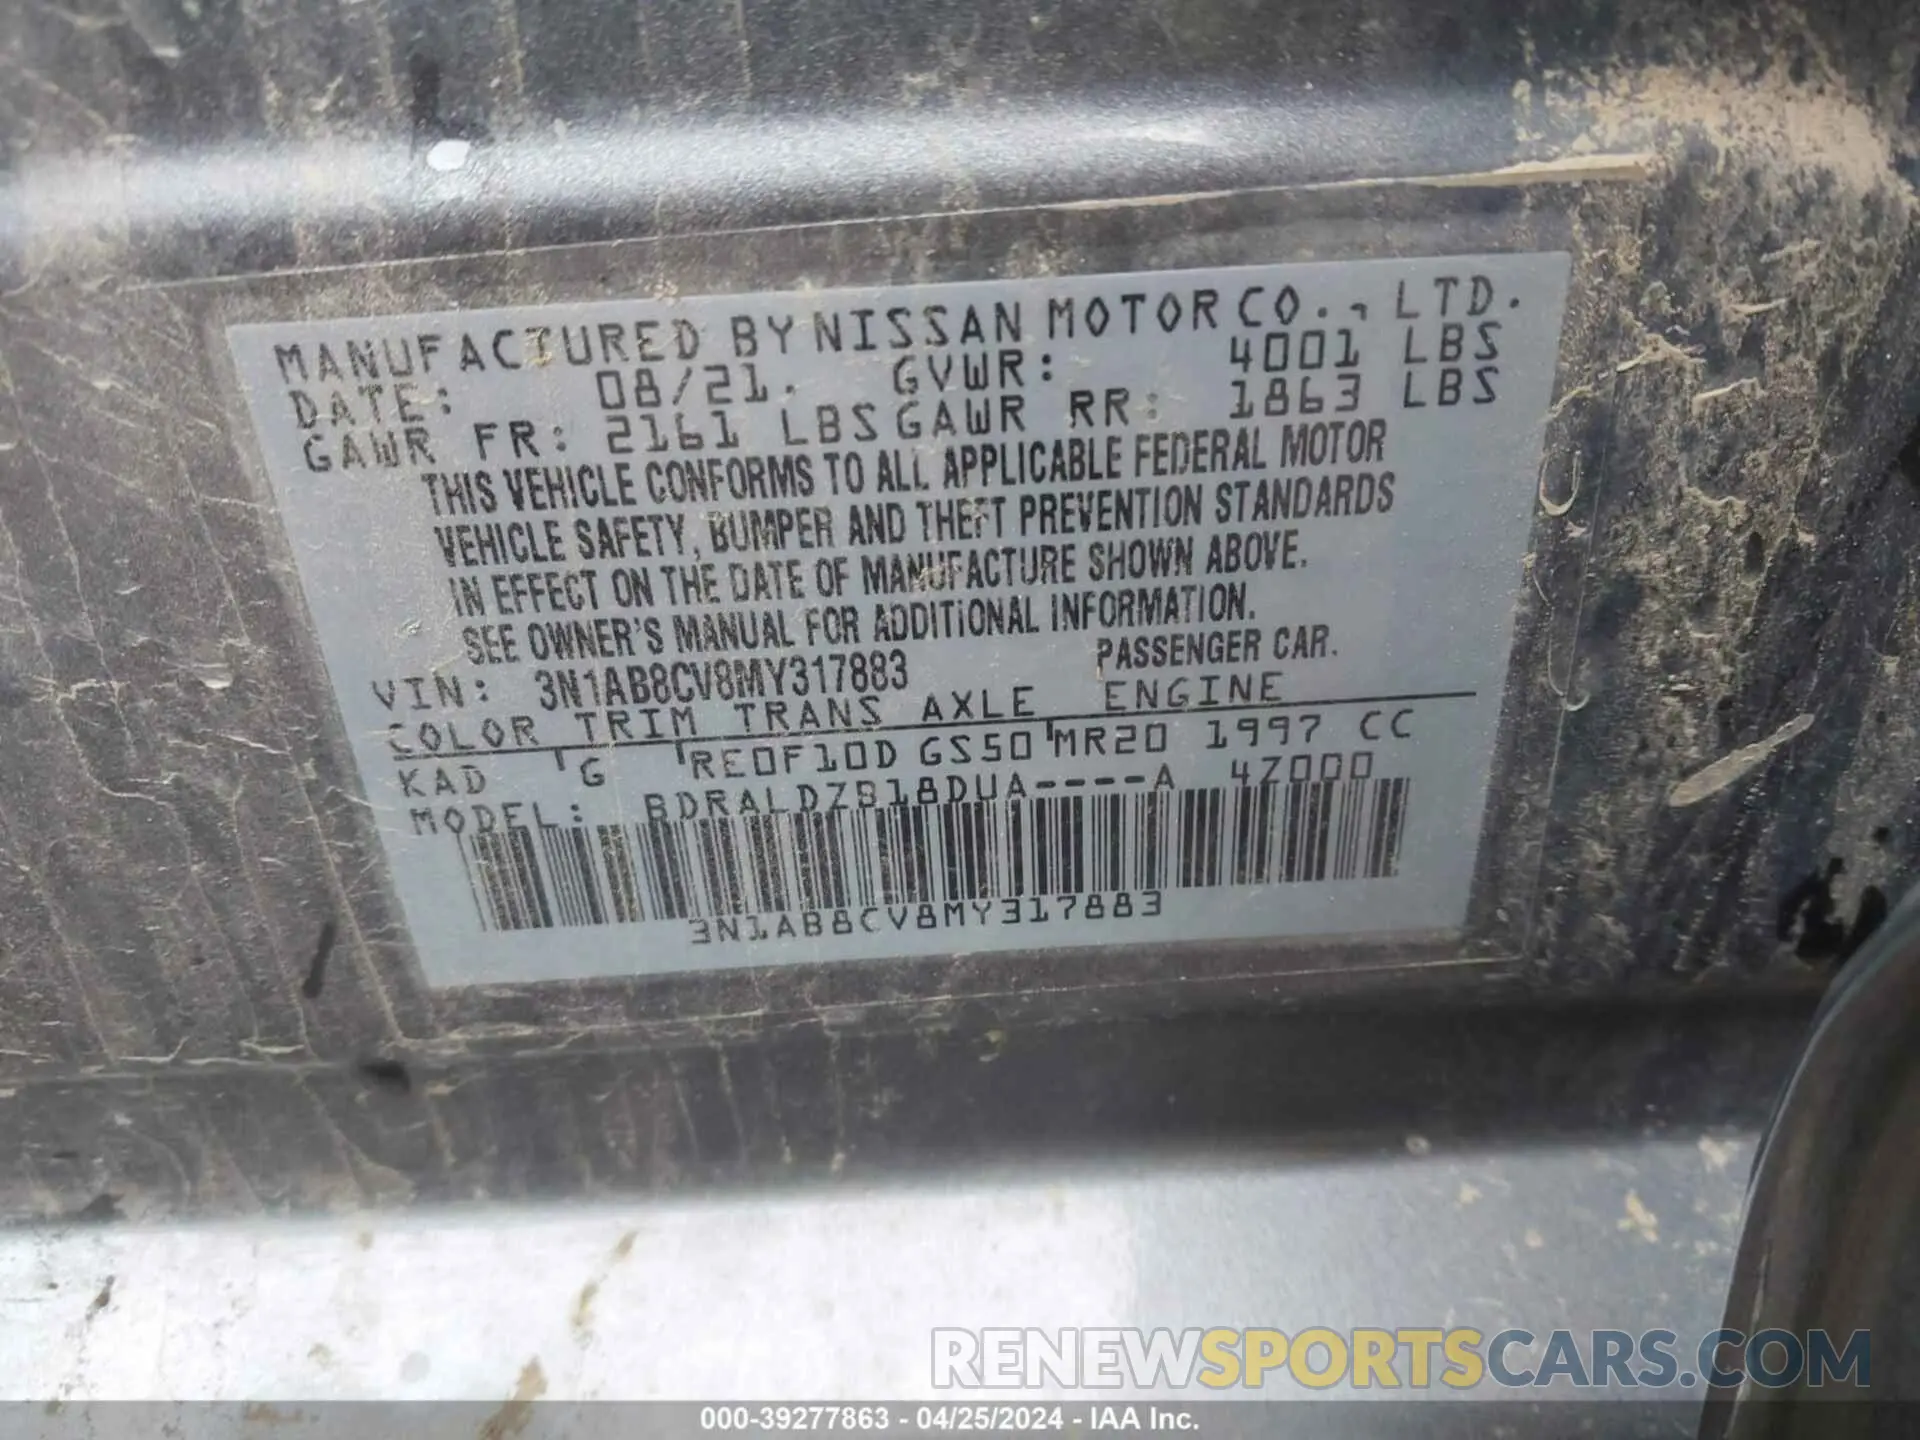 MANUFACTURED BY NISSAN MOTOR CO., LTD.
DATE: 08/21. GVWR: 4001 LBS
GAWR FR: 2161 LBS GAWR RR: 1863 LBS
THIS VEHICLE CONFORMS TO ALL APPLICABLE FEDERAL MOTOR
VEHICLE SAFETY, BUMPER AND THEFT PREVENTION STANDARDS
IN EFFECT ON THE DATE OF MANUFACTURE SHOWN ABOVE.
SEE OWNER'S MANUAL FOR ADDITIONAL INFORMATION.
VIN: 3N1AB8CV8MY317883 PASSENGER CAR.
COLOR TRIM TRANS AXLE ENGINE
KAD G RE0F10D GS50 MR20 1997 CC
MODEL: BDRALDZB18DUA----A 4Z000
3N1AB8CV8MY317883
RENEWSPORTSCARS.COM
000-39277863 - 04/25/2024 - IAA Inc.